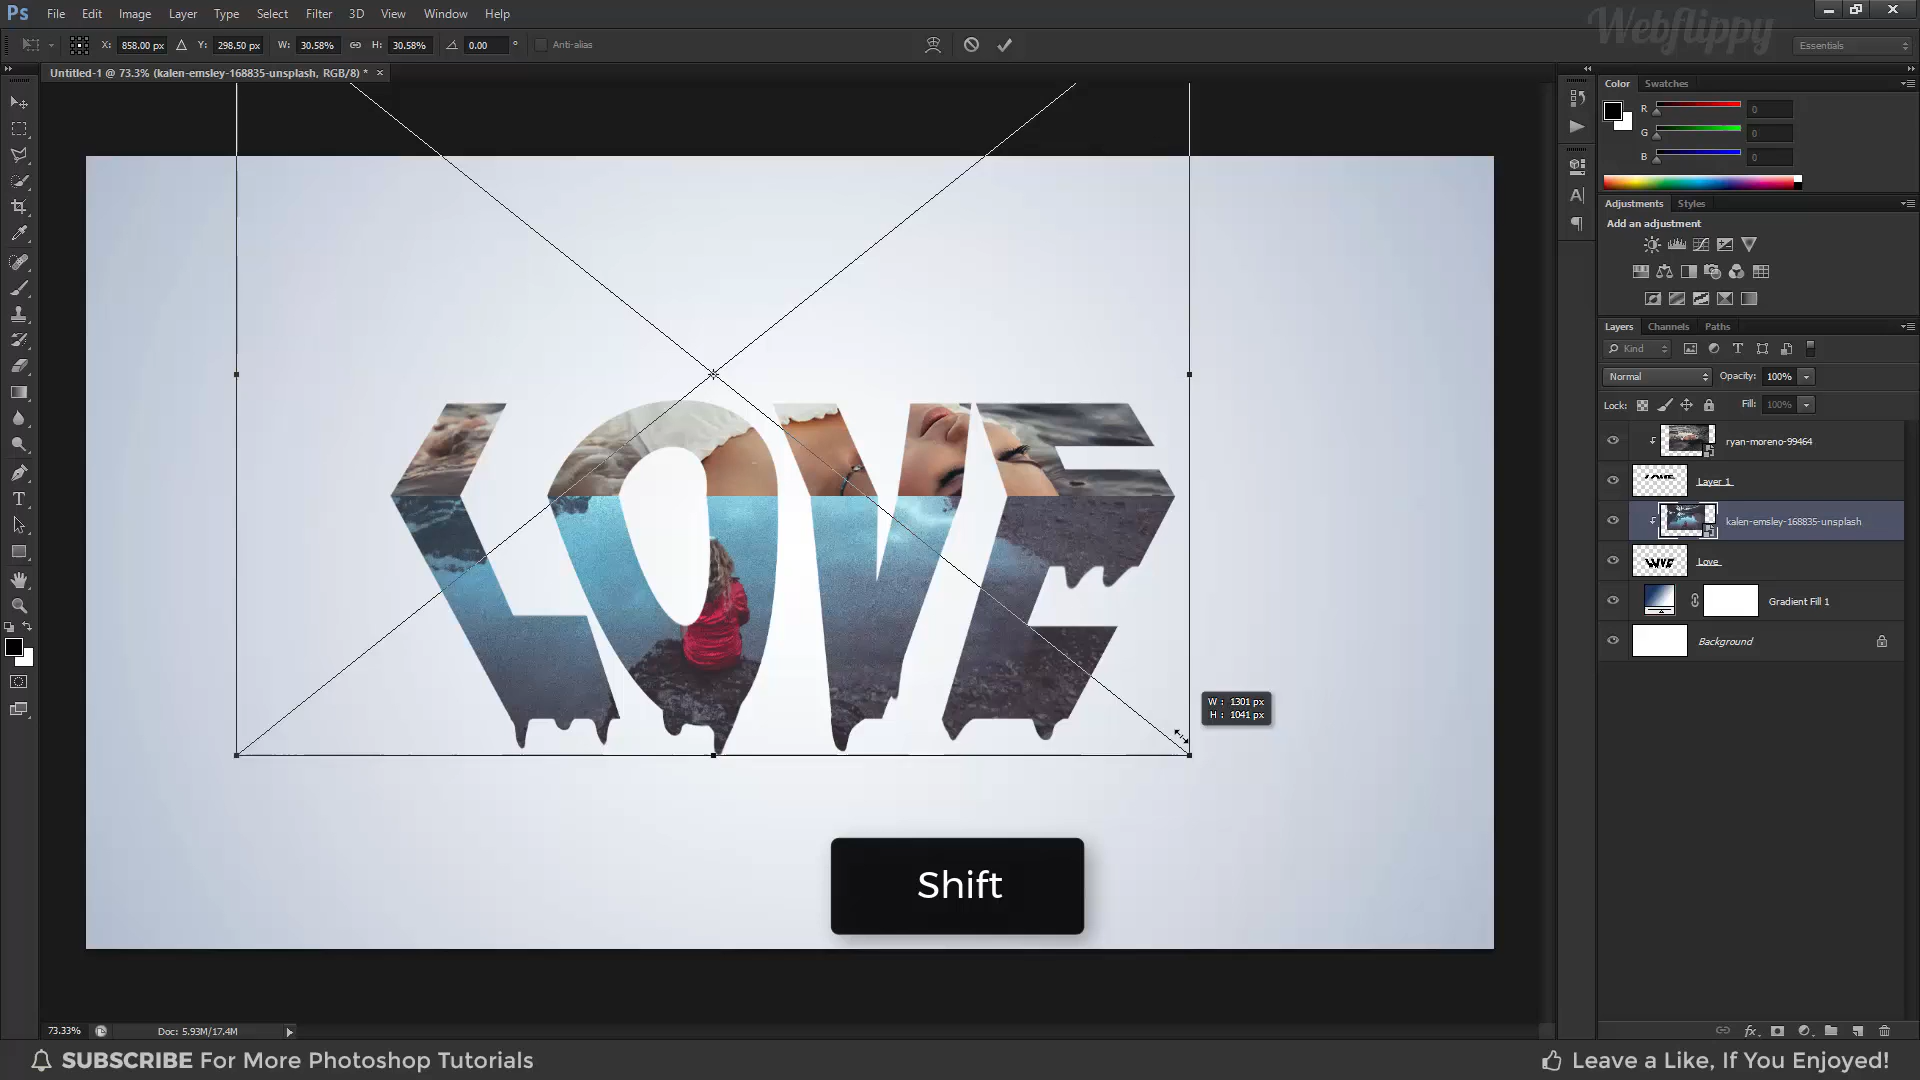 Ps File Edit Image Layer Type Select Filter 3D View Window Help
Webflippy
X: 858.00 px Y: 298.50 px W: 30.58% H: 30.58% 0.00 ° Anti-alias Essentials
Untitled-1 @ 73.3% (kalen-emsley-168835-unsplash, RGB/8) * ×
Color Swatches
R 0
G 0
B 0
Adjustments Styles
Add an adjustment
Layers Channels Paths
Kind
Normal Opacity: 100%
Lock: Fill: 100%
ryan-moreno-99464
Layer 1
kalen-emsley-168835-unsplash
Love
Gradient Fill 1
Background
LOVE
W : 1301 px
H : 1041 px
Shift
73.33% Doc: 5.93M/17.4M
fx
SUBSCRIBE For More Photoshop Tutorials
Leave a Like, If You Enjoyed!